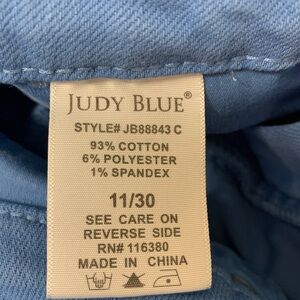 JUDY BLUE®
STYLE# JB88843 C
93% COTTON
6% POLYESTER
1% SPANDEX
11/30
SEE CARE ON
REVERSE SIDE
RN# 116380
MADE IN CHINA